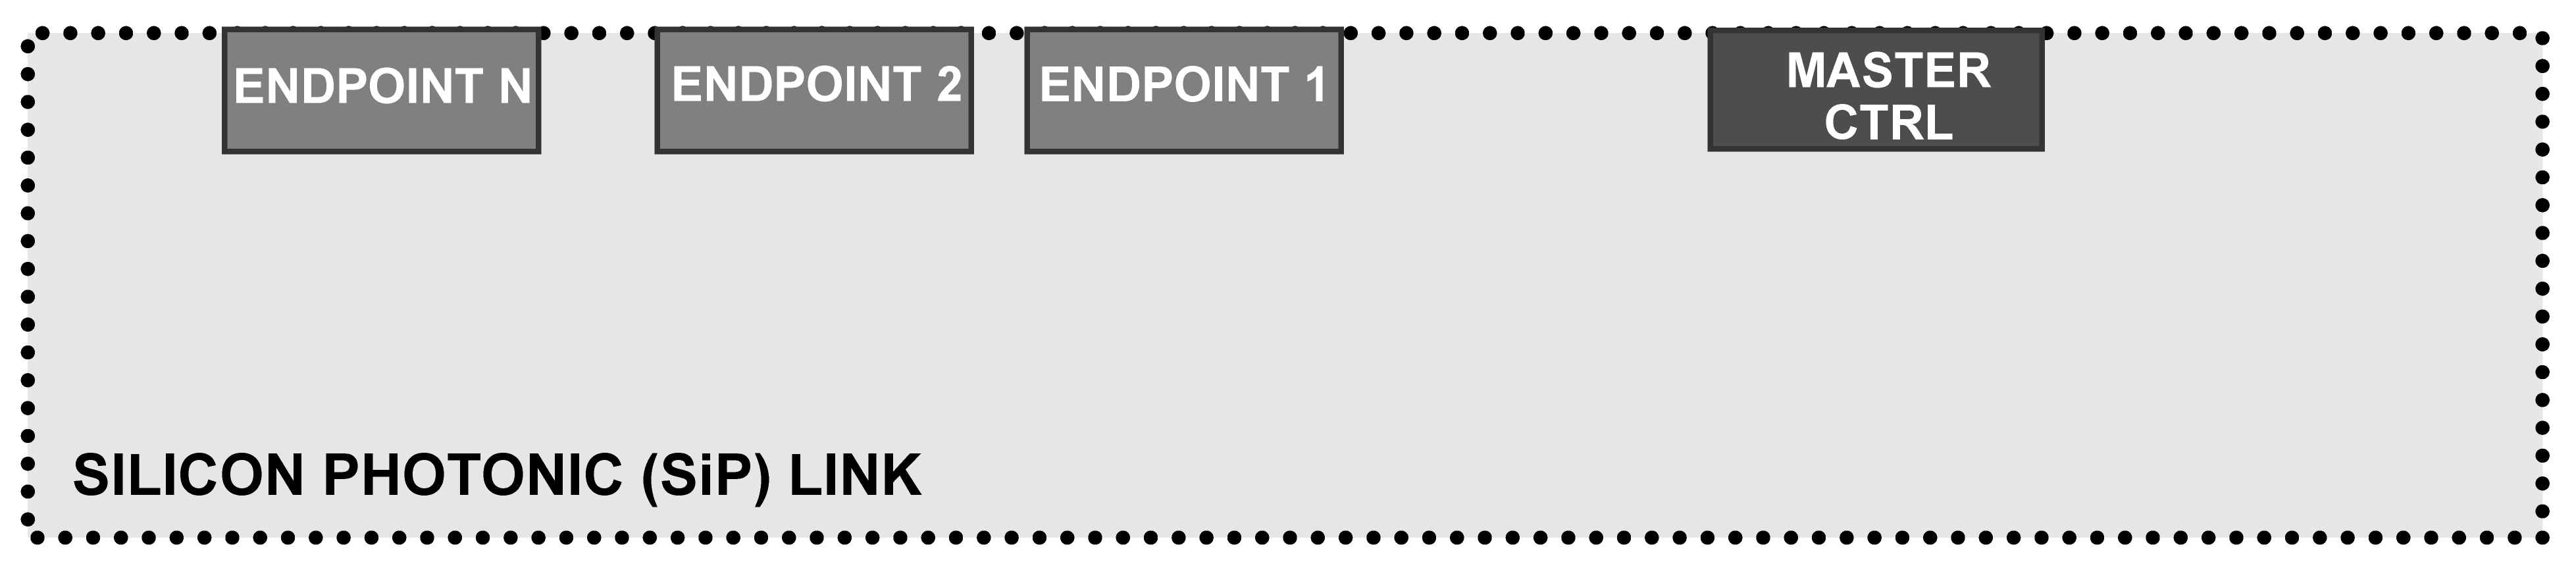 ENDPOINT N
ENDPOINT 2
ENDPOINT 1
MASTER
CTRL
SILICON PHOTONIC (SiP) LINK